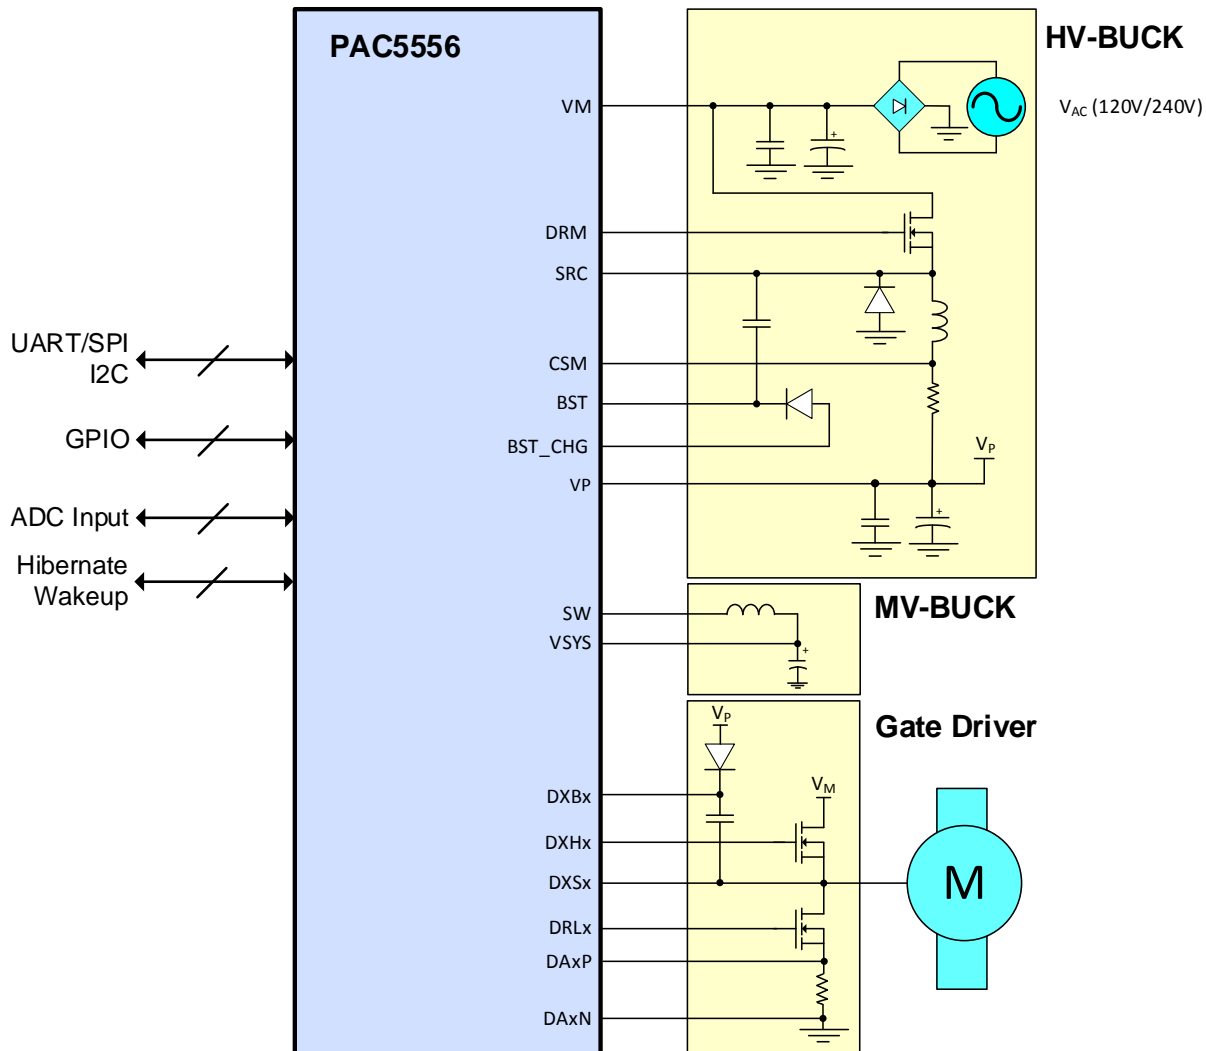 PAC5556
HV-BUCK
VM
VAC (120V/240V)
+
DRM
SRC
UART/SPI
I2C
CSM
BST
GPIO
BST_CHG
VP
VP
+
ADC Input
Hibernate
Wakeup
SW
MV-BUCK
VSYS
+
VP
Gate Driver
VM
DXBx
DXHx
DXSx
M
DRLx
DAxP
DAxN